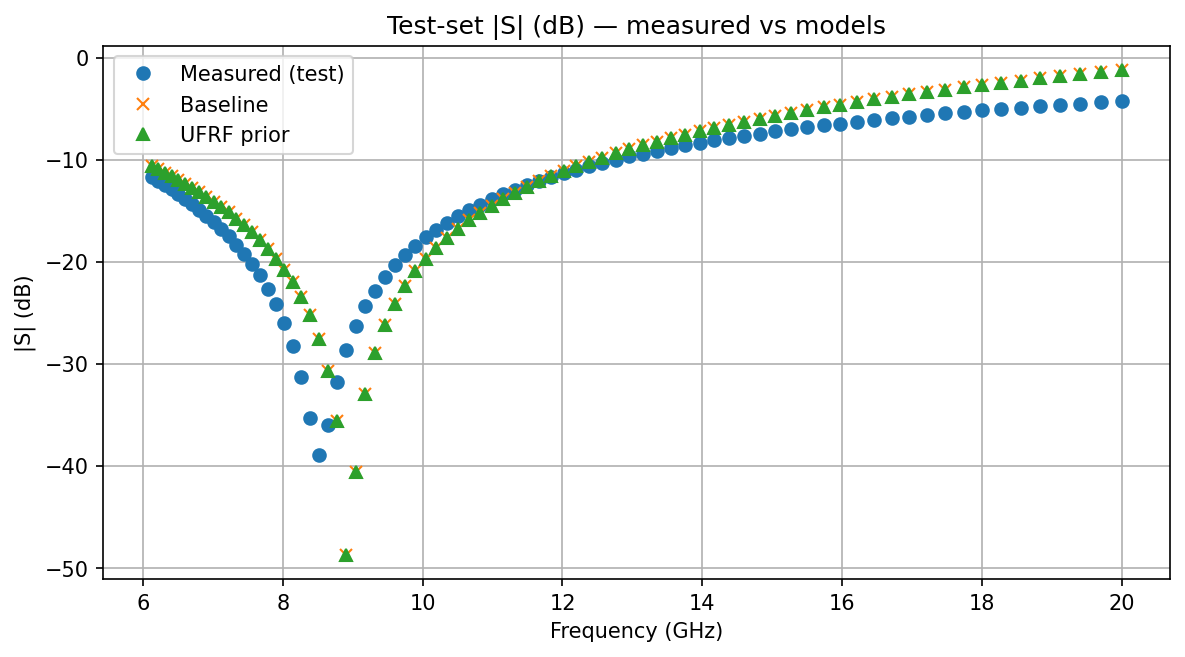 Test-set |S| (dB) — measured vs models
Measured (test)
Baseline
UFRF prior
|S| (dB)
0
−10
−20
−30
−40
−50
6
8
10
12
14
16
18
20
Frequency (GHz)